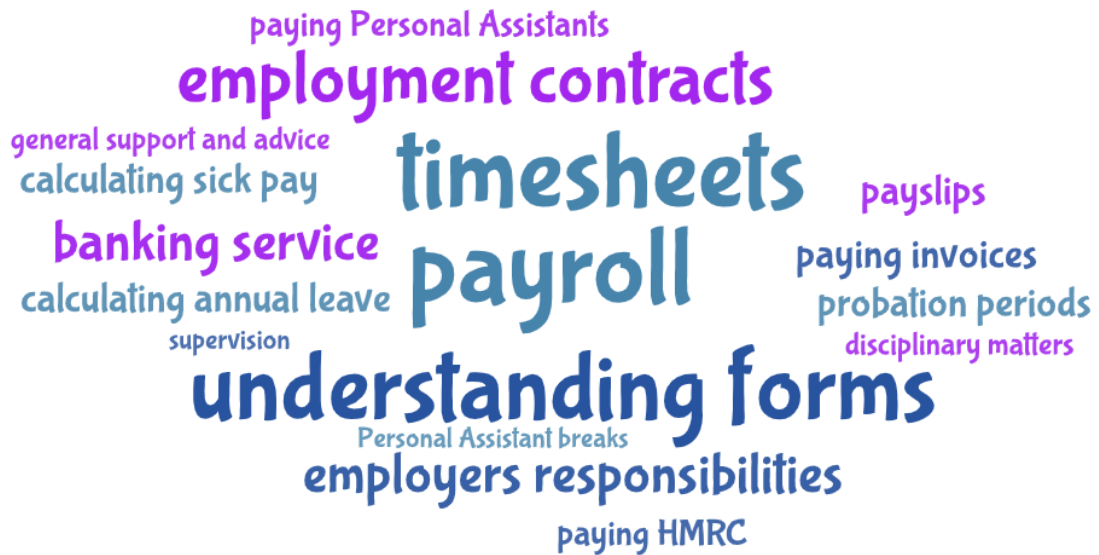 paying Personal Assistants
employment contracts
general support and advice
timesheets
calculating sick pay
payslips
banking service
payroll
paying invoices
calculating annual leave
probation periods
supervision
disciplinary matters
understanding forms
Personal Assistant breaks
employers responsibilities
paying HMRC